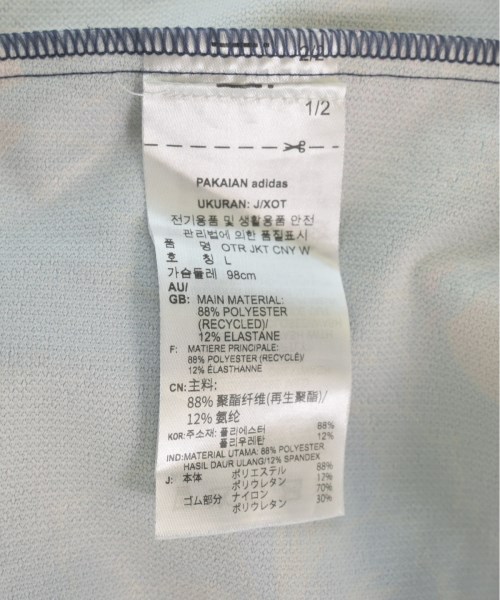 2/2
1/2
PAKAIAN adidas
UKURAN: J/XOT
전기용품 및 생활용품 안전
관리법에 의한 품질표시
품 명 OTR JKT CNY W
호 칭 L
가슴둘레 98cm
AU/
GB: MAIN MATERIAL:
88% POLYESTER
(RECYCLED)/
12% ELASTANE
F: MATIERE PRINCIPALE:
88% POLYESTER (RECYCLÉ)/
12% ÉLASTHANNE
CN: 主料:
88% 聚酯纤维(再生聚酯)/
12% 氨纶
KOR: 주소재: 폴리에스터 88%
폴리우레탄 12%
IND: MATERIAL UTAMA: 88% POLYESTER
HASIL DAUR ULANG/12% SPANDEX
J: 本体 ポリエステル 88%
ポリウレタン 12%
ゴム部分 ナイロン 70%
ポリウレタン 30%